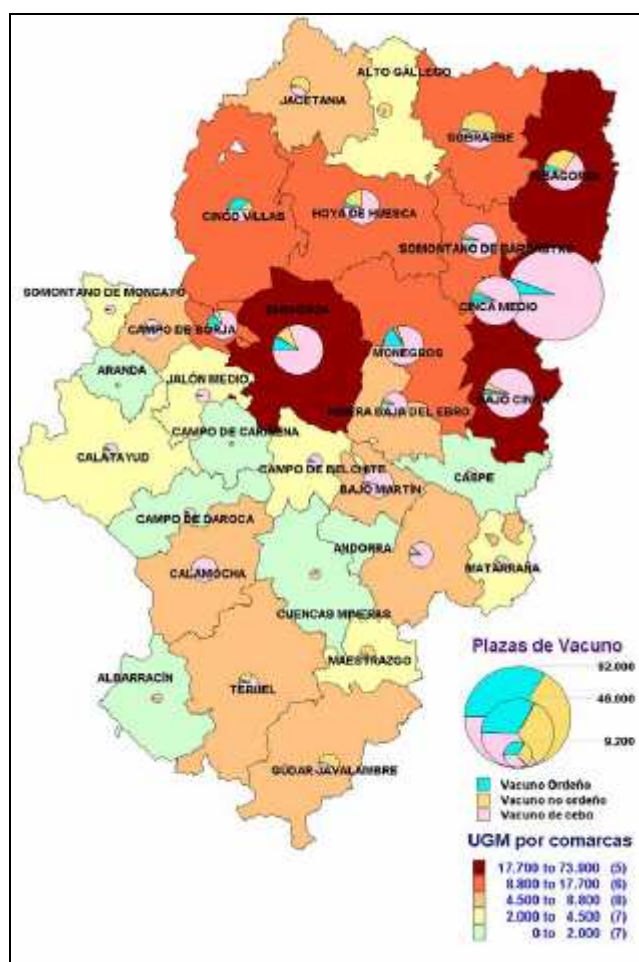 ALTO GÁLLEGO
JACETANIA
SOBRARBE
RIBAGORZA
CINCO VILLAS
HOYA DE HUESCA
SOMONTANO DE BARBASTRO
CINCA MEDIO
SOMONTANO DE MONCAYO
CAMPO DE BORJA
ZARAGOZA
MONEGROS
ARANDA
JALÓN MEDIO
RIBERA BAJA DEL EBRO
BAJO CINCA
CAMPO DE CARIÑENA
CALATAYUD
CAMPO DE BELCHITE
CASPE
BAJO MARTÍN
CAMPO DE DAROCA
ANDORRA
MATARRAÑA
CALAMOCHA
CUENCAS MINERAS
MAESTRAZGO
ALBARRACÍN
TERUEL
GÚDAR JAVALAMBRE
Plazas de Vacuno
92.000
46.000
9.200
Vacuno Ordeño
Vacuno no ordeño
Vacuno de cebo
UGM por comarcas
17.700 to 73.900 (5)
8.800 to 17.700 (6)
4.500 to 8.800 (8)
2.000 to 4.500 (7)
0 to 2.000 (7)